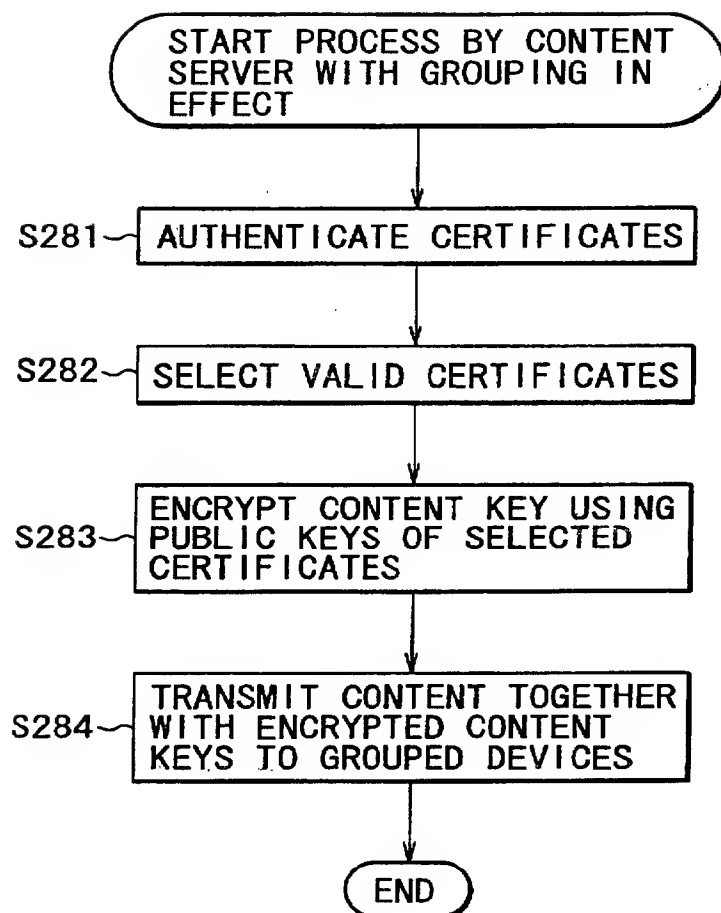 START PROCESS BY CONTENT
SERVER WITH GROUPING IN
EFFECT
S281
AUTHENTICATE CERTIFICATES
S282
SELECT VALID CERTIFICATES
S283
ENCRYPT CONTENT KEY USING
PUBLIC KEYS OF SELECTED
CERTIFICATES
S284
TRANSMIT CONTENT TOGETHER
WITH ENCRYPTED CONTENT
KEYS TO GROUPED DEVICES
END